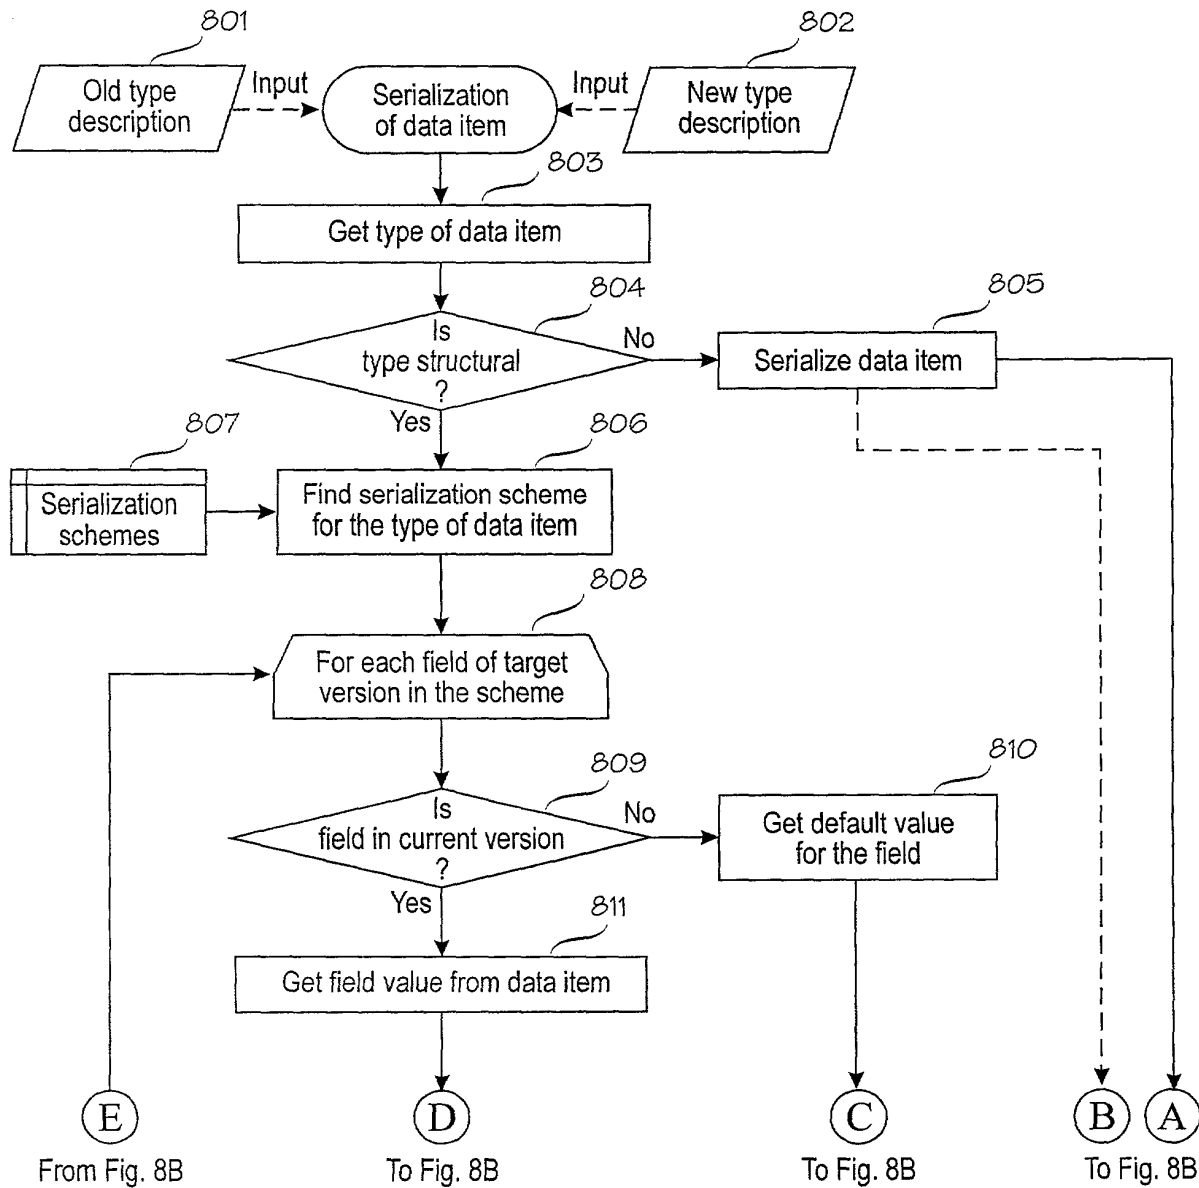 801
802
Old type
description
Input
Serialization
of data item
Input
New type
description
803
Get type of data item
804
Is
type structural
?
No
805
Serialize data item
Yes
807
806
Serialization
schemes
Find serialization scheme
for the type of data item
808
For each field of target
version in the scheme
809
Is
field in current version
?
No
810
Get default value
for the field
Yes
811
Get field value from data item
E
D
C
B
A
From Fig. 8B
To Fig. 8B
To Fig. 8B
To Fig. 8B